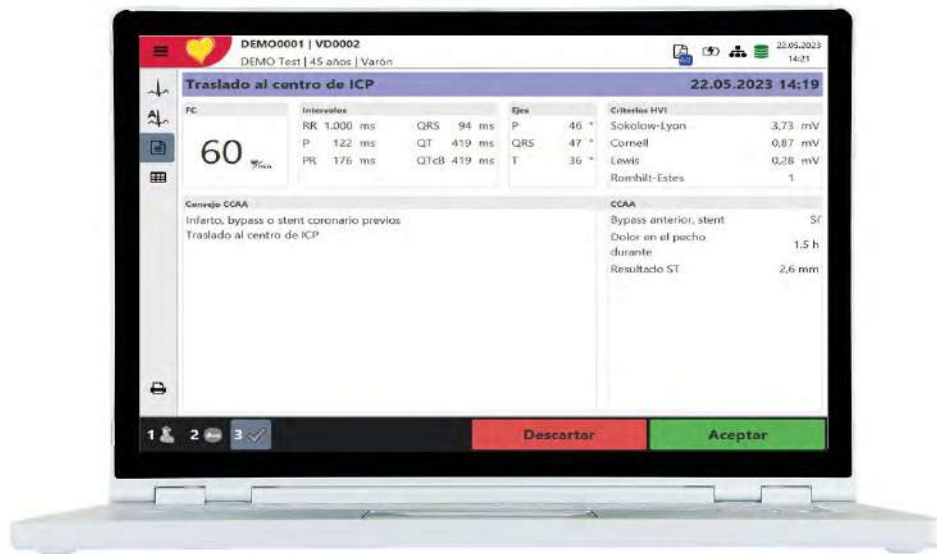 DEMO0001 | VD0002
DEMO Test | 45 años | Varón
22.05.2023
14:21
Traslado al centro de ICP 22.05.2023 14:19
FC
60
/min
Intervalos
RR 1.000 ms QRS 94 ms
P 122 ms QT 419 ms
PR 176 ms QTcB 419 ms
Ejes
P 46 °
QRS 47 °
T 36 °
Criterios HVI
Sokolow-Lyon 3,73 mV
Cornell 0,87 mV
Lewis 0,28 mV
Romhilt-Estes 1
Consejo CCAA
Infarto, bypass o stent coronario previos
Traslado al centro de ICP
CCAA
Bypass anterior, stent Sí
Dolor en el pecho
durante 1.5 h
Resultado ST 2,6 mm
1 2 3
Descartar Aceptar